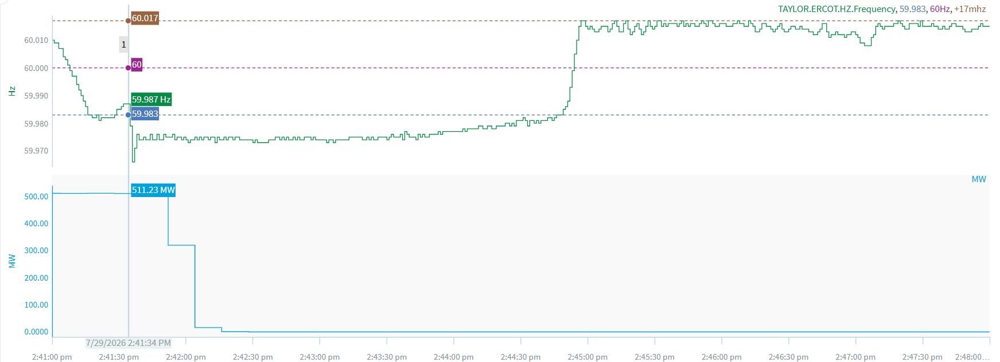 TAYLOR.ERCOT.HZ.Frequency, 59.983, 60Hz, +17mhz
60.017
60.010
1
60
60.000
Hz
59.990
59.987 Hz
59.983
59.980
59.970
MW
511.23 MW
500.00
400.00
300.00
MW
200.00
100.00
0.0000
7/29/2026 2:41:34 PM
2:41:00 pm 2:41:30 pm 2:42:00 pm 2:42:30 pm 2:43:00 pm 2:43:30 pm 2:44:00 pm 2:44:30 pm 2:45:00 pm 2:45:30 pm 2:46:00 pm 2:46:30 pm 2:47:00 pm 2:47:30 pm 2:48:00...